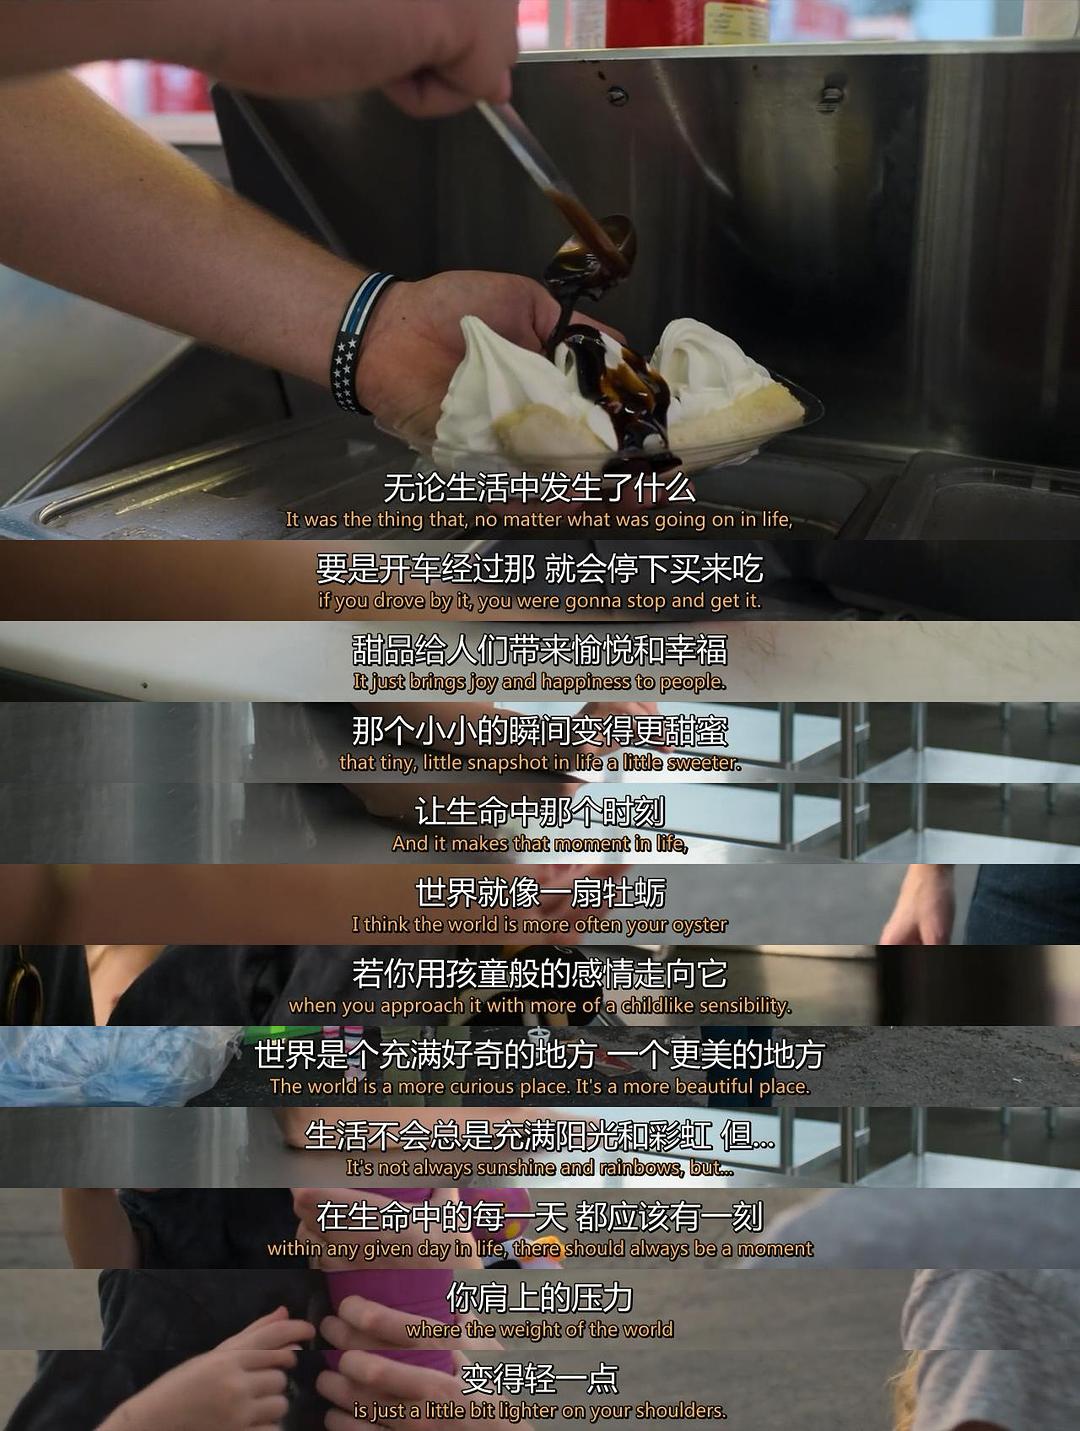 无论生活中发生了什么
It was the thing that, no matter what was going on in life,
要是开车经过那 就会停下买来吃
if you drove by it, you were gonna stop and get it.
甜品给人们带来愉悦和幸福
It just brings joy and happiness to people.
那个小小的瞬间变得更甜蜜
that tiny, little snapshot in life a little sweeter.
让生命中那个时刻
And it makes that moment in life,
世界就像一扇牡蛎
I think the world is more often your oyster
若你用孩童般的感情走向它
when you approach it with more of a childlike sensibility.
世界是个充满好奇的地方 一个更美的地方
The world is a more curious place. It's a more beautiful place.
生活不会总是充满阳光和彩虹 但...
It's not always sunshine and rainbows, but...
在生命中的每一天 都应该有一刻
within any given day in life, there should always be a moment
你肩上的压力
where the weight of the world
变得轻一点
is just a little bit lighter on your shoulders.